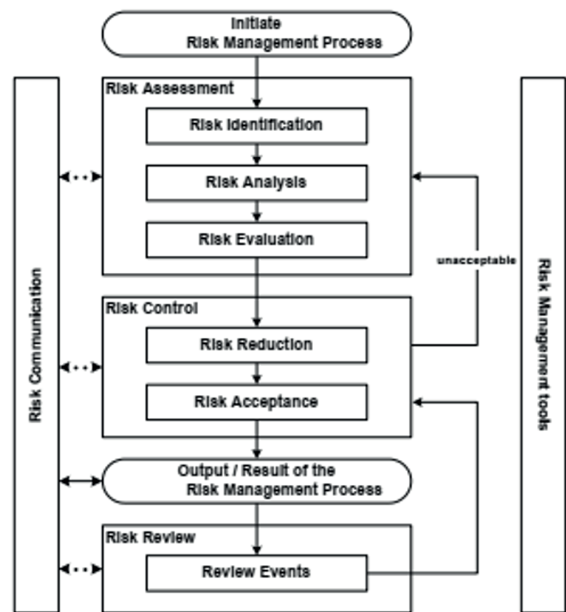 Initiate
Risk Management Process
Risk Assessment
Risk Identification
Risk Analysis
Risk Evaluation
unacceptable
Risk Control
Risk Reduction
Risk Acceptance
Output / Result of the
Risk Management Process
Risk Review
Review Events
Risk Communication
Risk Management tools